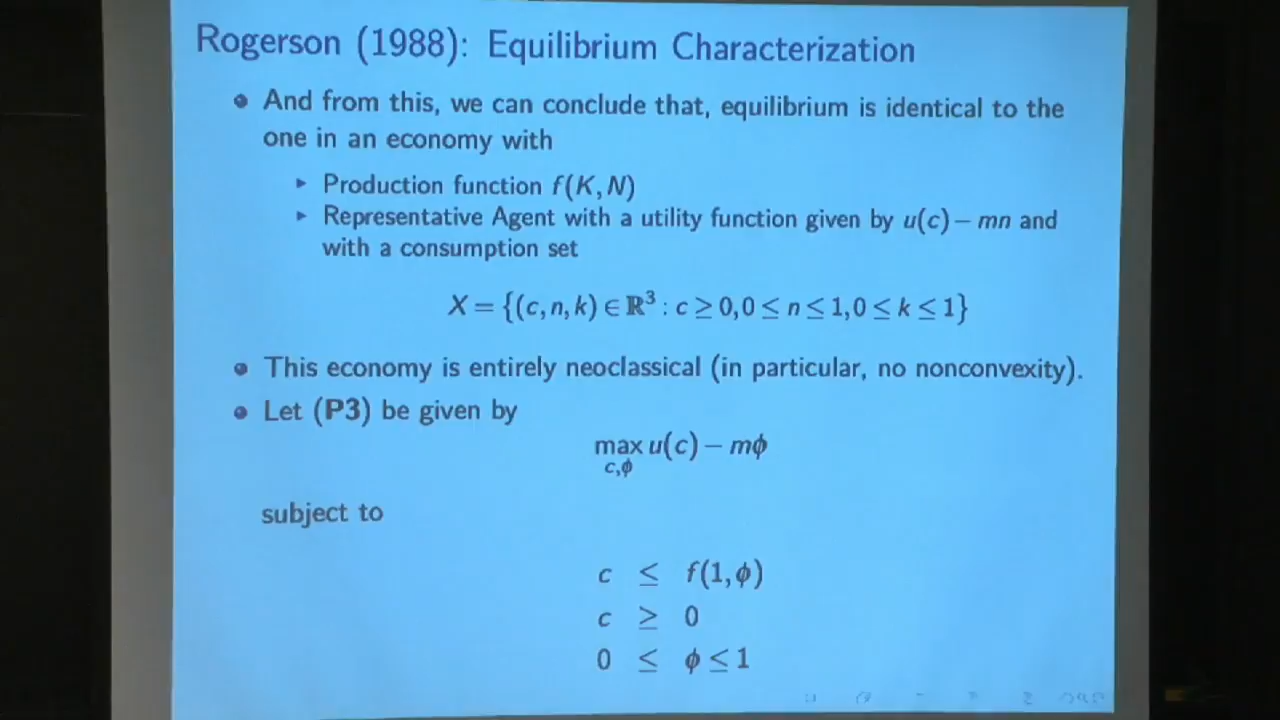 Rogerson (1988): Equilibrium Characterization
And from this, we can conclude that, equilibrium is identical to the
one in an economy with
Production function f(K,N)
Representative Agent with a utility function given by u(c) − mn and
with a consumption set
X = {(c,n,k) ∈ ℝ³ : c ≥ 0, 0 ≤ n ≤ 1, 0 ≤ k ≤ 1}
This economy is entirely neoclassical (in particular, no nonconvexity).
Let (P3) be given by
max u(c) − mϕ
c,ϕ
subject to
c ≤ f(1,ϕ)
c ≥ 0
0 ≤ ϕ ≤ 1